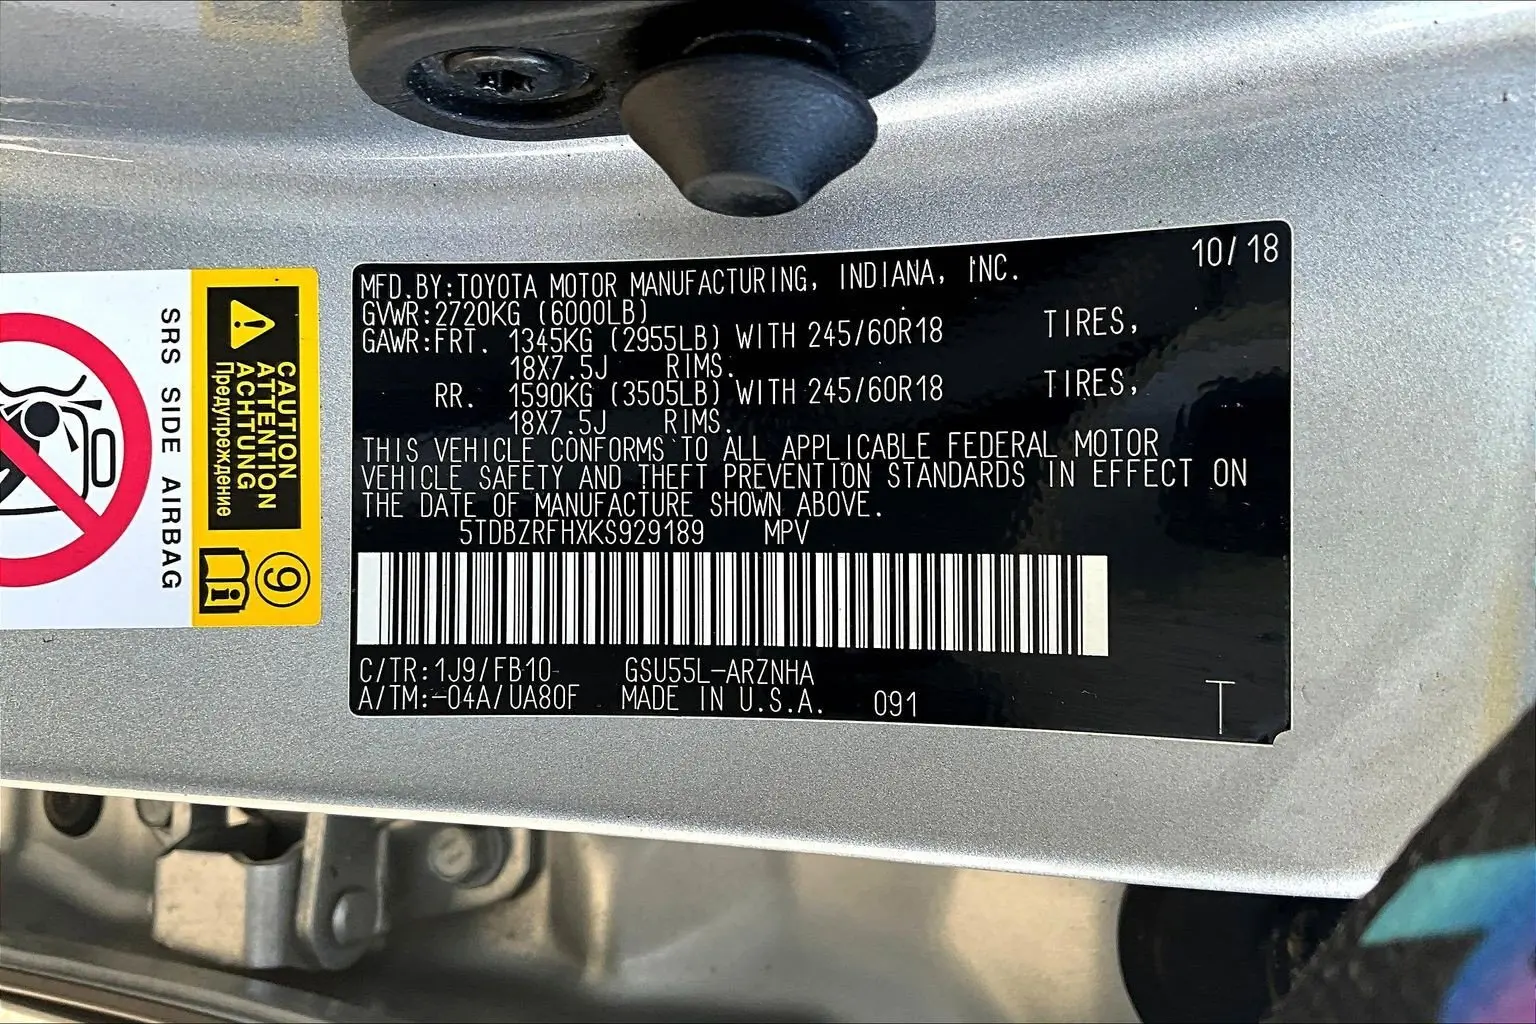 10/18
MFD.BY:TOYOTA MOTOR MANUFACTURING, INDIANA, INC.
GVWR:2720KG (6000LB)
GAWR:FRT. 1345KG (2955LB) WITH 245/60R18 TIRES,
18X7.5J RIMS.
RR. 1590KG (3505LB) WITH 245/60R18 TIRES,
18X7.5J RIMS.
THIS VEHICLE CONFORMS TO ALL APPLICABLE FEDERAL MOTOR
VEHICLE SAFETY AND THEFT PREVENTION STANDARDS IN EFFECT ON
THE DATE OF MANUFACTURE SHOWN ABOVE.
5TDBZRFHXKS929189 MPV
C/TR:1J9/FB10 GSU55L-ARZNHA
A/TM:-04A/UA80F MADE IN U.S.A. 091
T
CAUTION
ATTENTION
ACHTUNG
Предупреждение
9
SRS SIDE AIRBAG